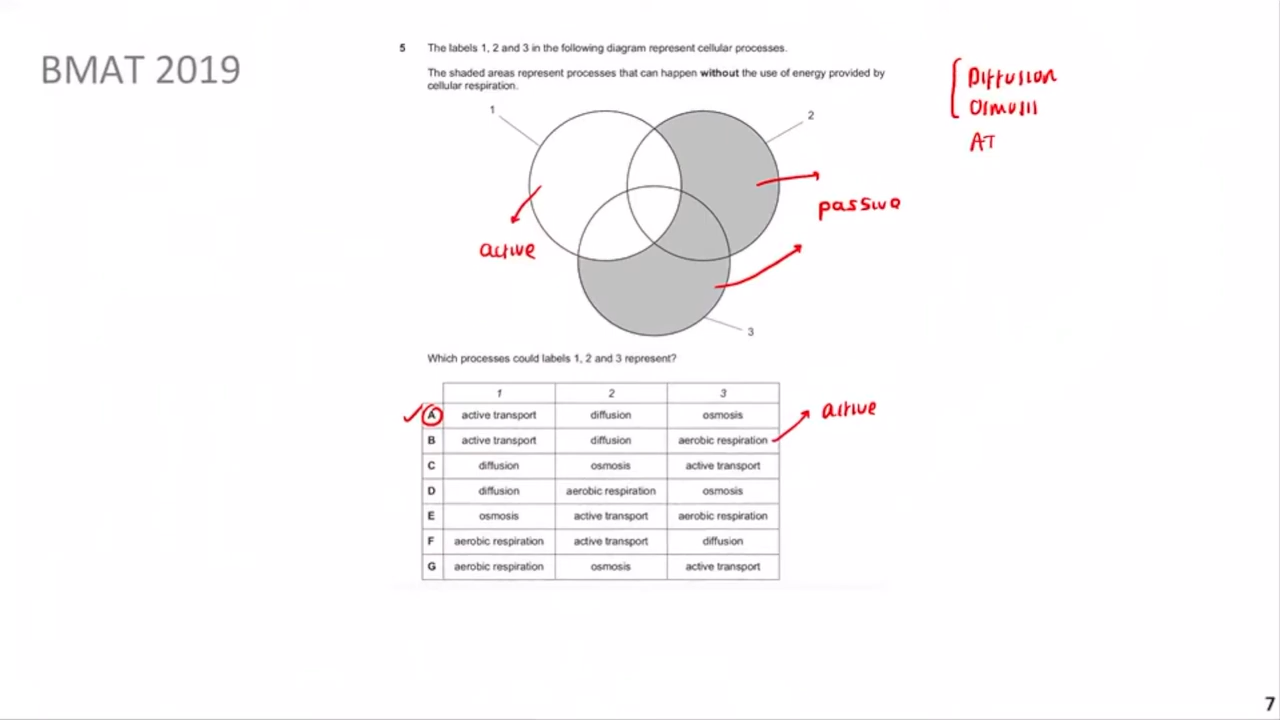 BMAT 2019
5 The labels 1, 2 and 3 in the following diagram represent cellular processes.
The shaded areas represent processes that can happen without the use of energy provided by
cellular respiration.
Diffusion
Osmosis
AT
1
2
passive
active
3
Which processes could labels 1, 2 and 3 represent?
1 2 3
A active transport diffusion osmosis
active
B active transport diffusion aerobic respiration
C diffusion osmosis active transport
D diffusion aerobic respiration osmosis
E osmosis active transport aerobic respiration
F aerobic respiration active transport diffusion
G aerobic respiration osmosis active transport
7